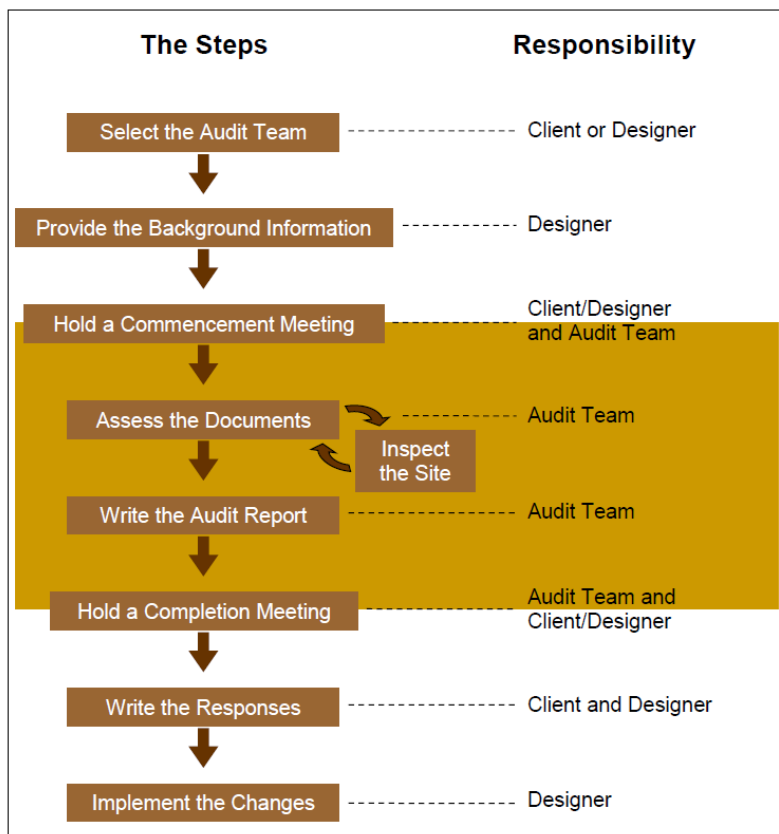 The Steps
Responsibility
Select the Audit Team
Client or Designer
Provide the Background Information
Designer
Hold a Commencement Meeting
Client/Designer
and Audit Team
Assess the Documents
Audit Team
Inspect
the Site
Write the Audit Report
Audit Team
Hold a Completion Meeting
Audit Team and
Client/Designer
Write the Responses
Client and Designer
Implement the Changes
Designer